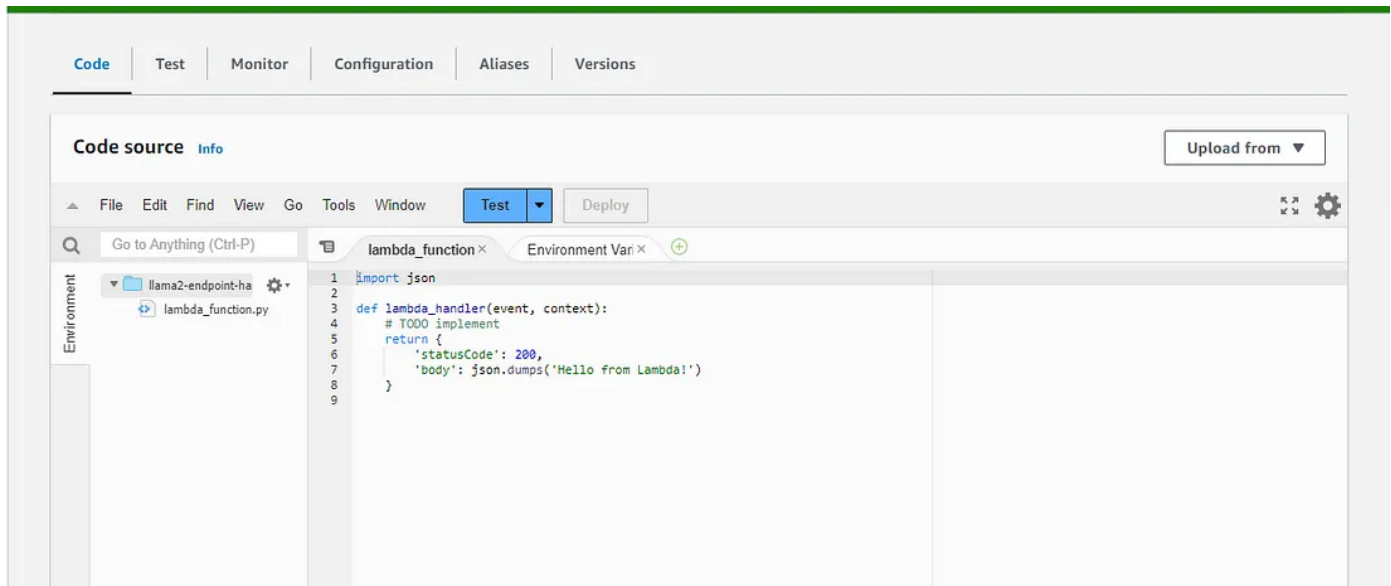 Code Test Monitor Configuration Aliases Versions
Code source Info
Upload from
File Edit Find View Go Tools Window Test Deploy
Go to Anything (Ctrl-P)
lambda_function
Environment Var
Environment
llama2-endpoint-ha
lambda_function.py
1 import json
2
3 def lambda_handler(event, context):
4     # TODO implement
5     return {
6         'statusCode': 200,
7         'body': json.dumps('Hello from Lambda!')
8     }
9